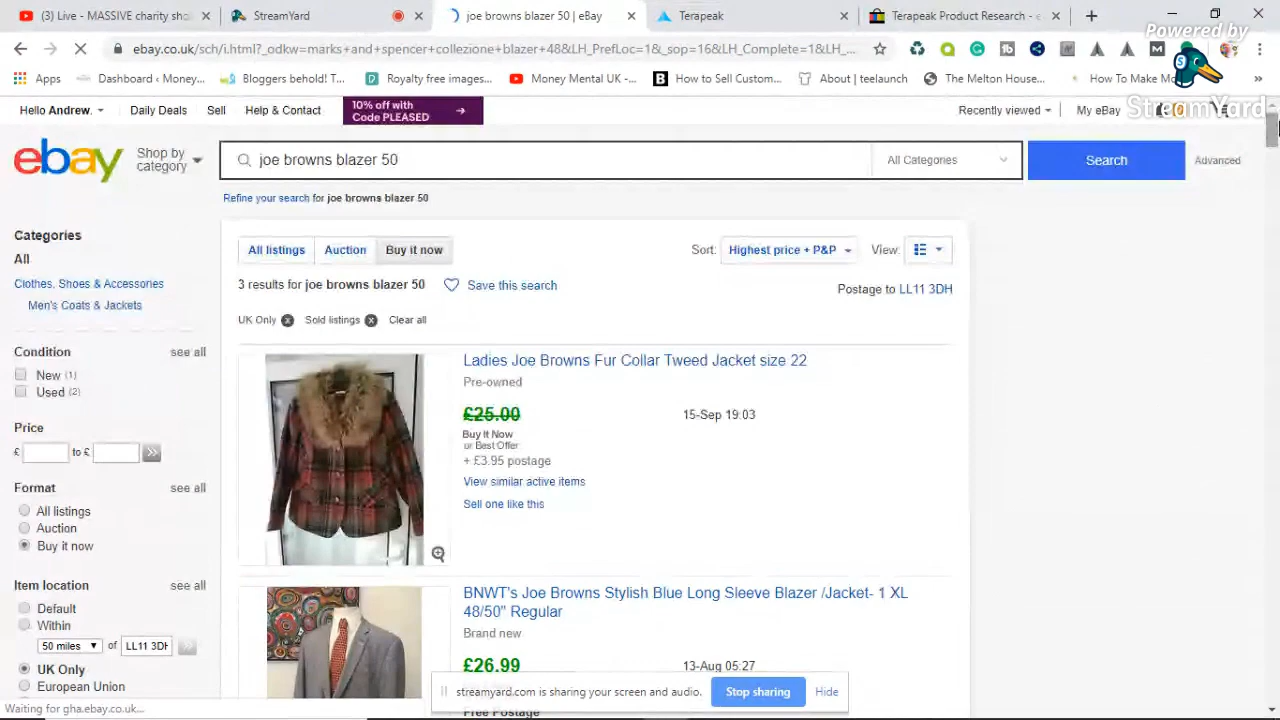 (3) Live - MASSIVE charity sho
StreamYard
joe browns blazer 50 | eBay
Terapeak
Terapeak Product Research - e
Powered by
StreamYard
ebay.co.uk/sch/i.html?_odkw=marks+and+spencer+collezione+blazer+48&LH_PrefLoc=1&_sop=16&LH_Complete=1&LH_...
Apps
Dashboard ‹ Money...
Bloggers behold! T...
Royalty free images...
Money Mental UK -...
How to Sell Custom...
About | teelaunch
The Melton House...
How To Make Mo
Hello Andrew.
Daily Deals
Sell
Help & Contact
10% off with
Code PLEASED
Recently viewed
My eBay
ebay
Shop by
category
joe browns blazer 50
All Categories
Search
Advanced
Refine your search for joe browns blazer 50
Categories
All
Clothes, Shoes & Accessories
Men's Coats & Jackets
Condition
see all
New (1)
Used (2)
Price
£ to £
Format
see all
All listings
Auction
Buy it now
Item location
see all
Default
Within
50 miles of LL11 3DH
UK Only
European Union
All listings
Auction
Buy it now
Sort: Highest price + P&P
View:
3 results for joe browns blazer 50
Save this search
Postage to LL11 3DH
UK Only
Sold listings
Clear all
Ladies Joe Browns Fur Collar Tweed Jacket size 22
Pre-owned
£25.00
15-Sep 19:03
Buy It Now
or Best Offer
+ £3.95 postage
View similar active items
Sell one like this
BNWT's Joe Browns Stylish Blue Long Sleeve Blazer /Jacket- 1 XL
48/50" Regular
Brand new
£26.99
13-Aug 05:27
Free Postage
streamyard.com is sharing your screen and audio.
Stop sharing
Hide
Waiting for gha.ebay.co.uk...